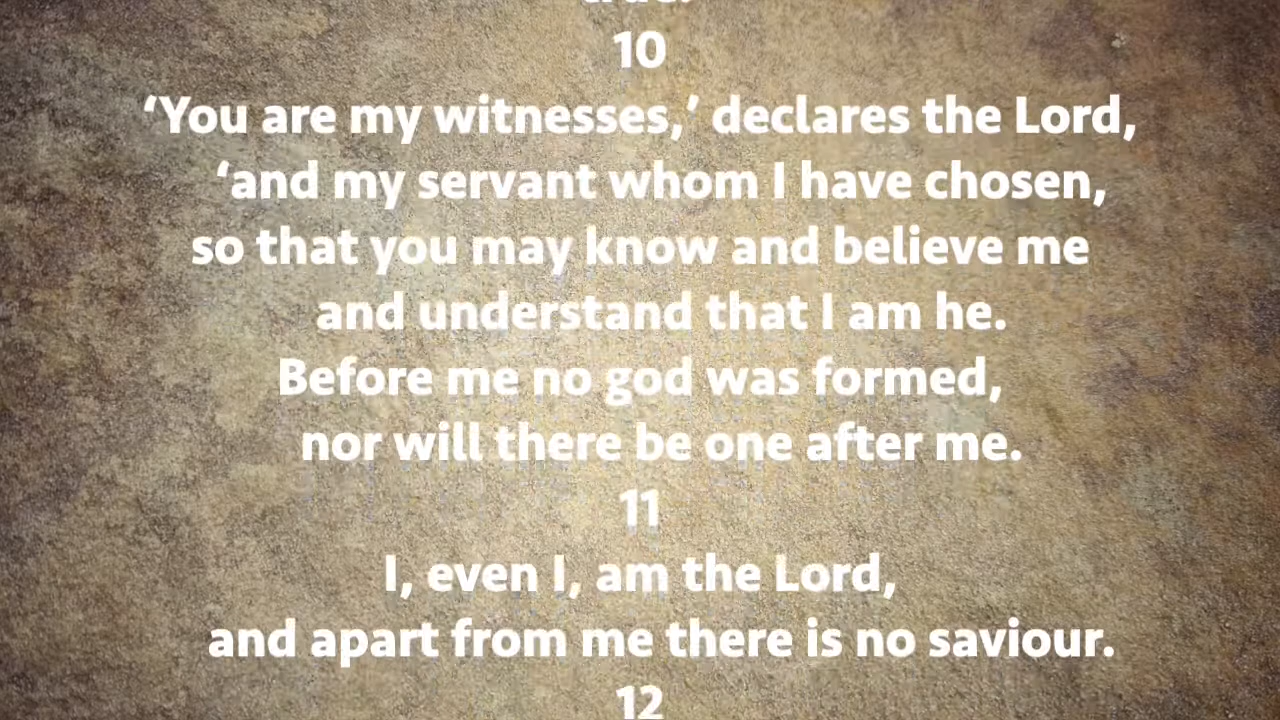 10
‘You are my witnesses,’ declares the Lord,
‘and my servant whom I have chosen,
so that you may know and believe me
and understand that I am he.
Before me no god was formed,
nor will there be one after me.
11
I, even I, am the Lord,
and apart from me there is no saviour.
12